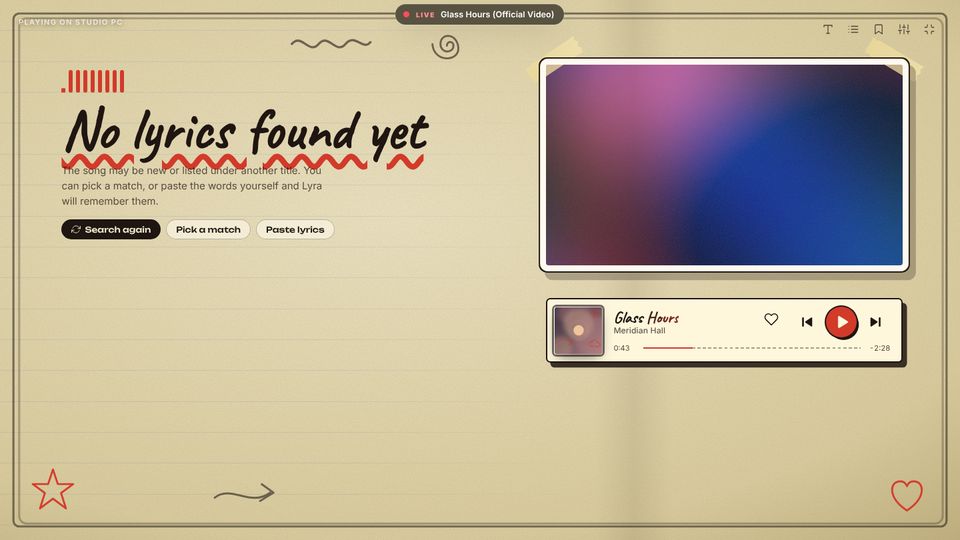 LIVE Glass Hours (Official Video)
PLAYING ON STUDIO PC
No lyrics found yet
The song may be new or listed under another title. You
can pick a match, or paste the words yourself and Lyra
will remember them.
Search again
Pick a match
Paste lyrics
Glass Hours
Meridian Hall
0:43
-2:28